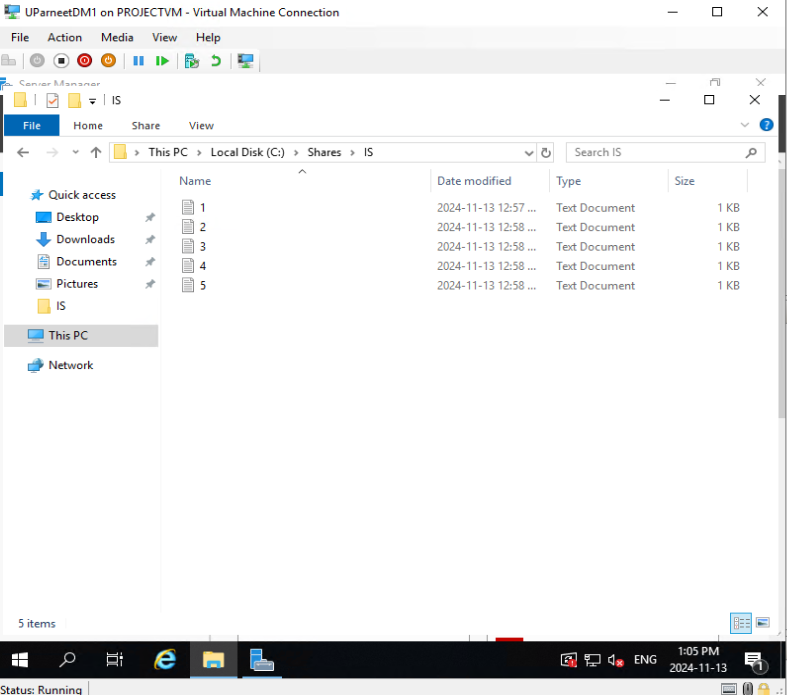 UParneetDM1 on PROJECTVM - Virtual Machine Connection
File Action Media View Help
Server Manager
IS
File Home Share View
This PC > Local Disk (C:) > Shares > IS
Search IS
Name Date modified Type Size
Quick access
Desktop
Downloads
Documents
Pictures
IS
This PC
Network
1 2024-11-13 12:57 ... Text Document 1 KB
2 2024-11-13 12:58 ... Text Document 1 KB
3 2024-11-13 12:58 ... Text Document 1 KB
4 2024-11-13 12:58 ... Text Document 1 KB
5 2024-11-13 12:58 ... Text Document 1 KB
5 items
ENG
1:05 PM
2024-11-13
1
Status: Running